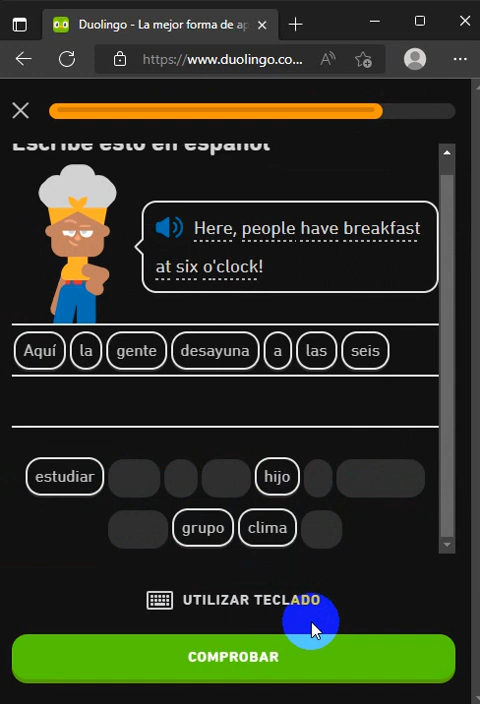 Duolingo - La mejor forma de ap
https://www.duolingo.co...
Escribe esto en español
Here, people have breakfast
at six o'clock!
Aquí la gente desayuna a las seis
estudiar hijo
grupo clima
UTILIZAR TECLADO
COMPROBAR